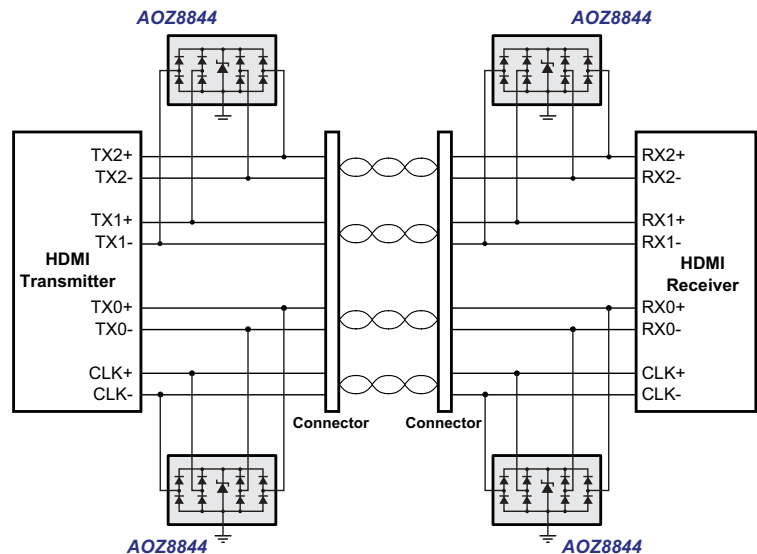 AOZ8844
AOZ8844
TX2+
TX2-
TX1+
TX1-
HDMI
Transmitter
TX0+
TX0-
CLK+
CLK-
RX2+
RX2-
RX1+
RX1-
HDMI
Receiver
RX0+
RX0-
CLK+
CLK-
Connector
Connector
AOZ8844
AOZ8844